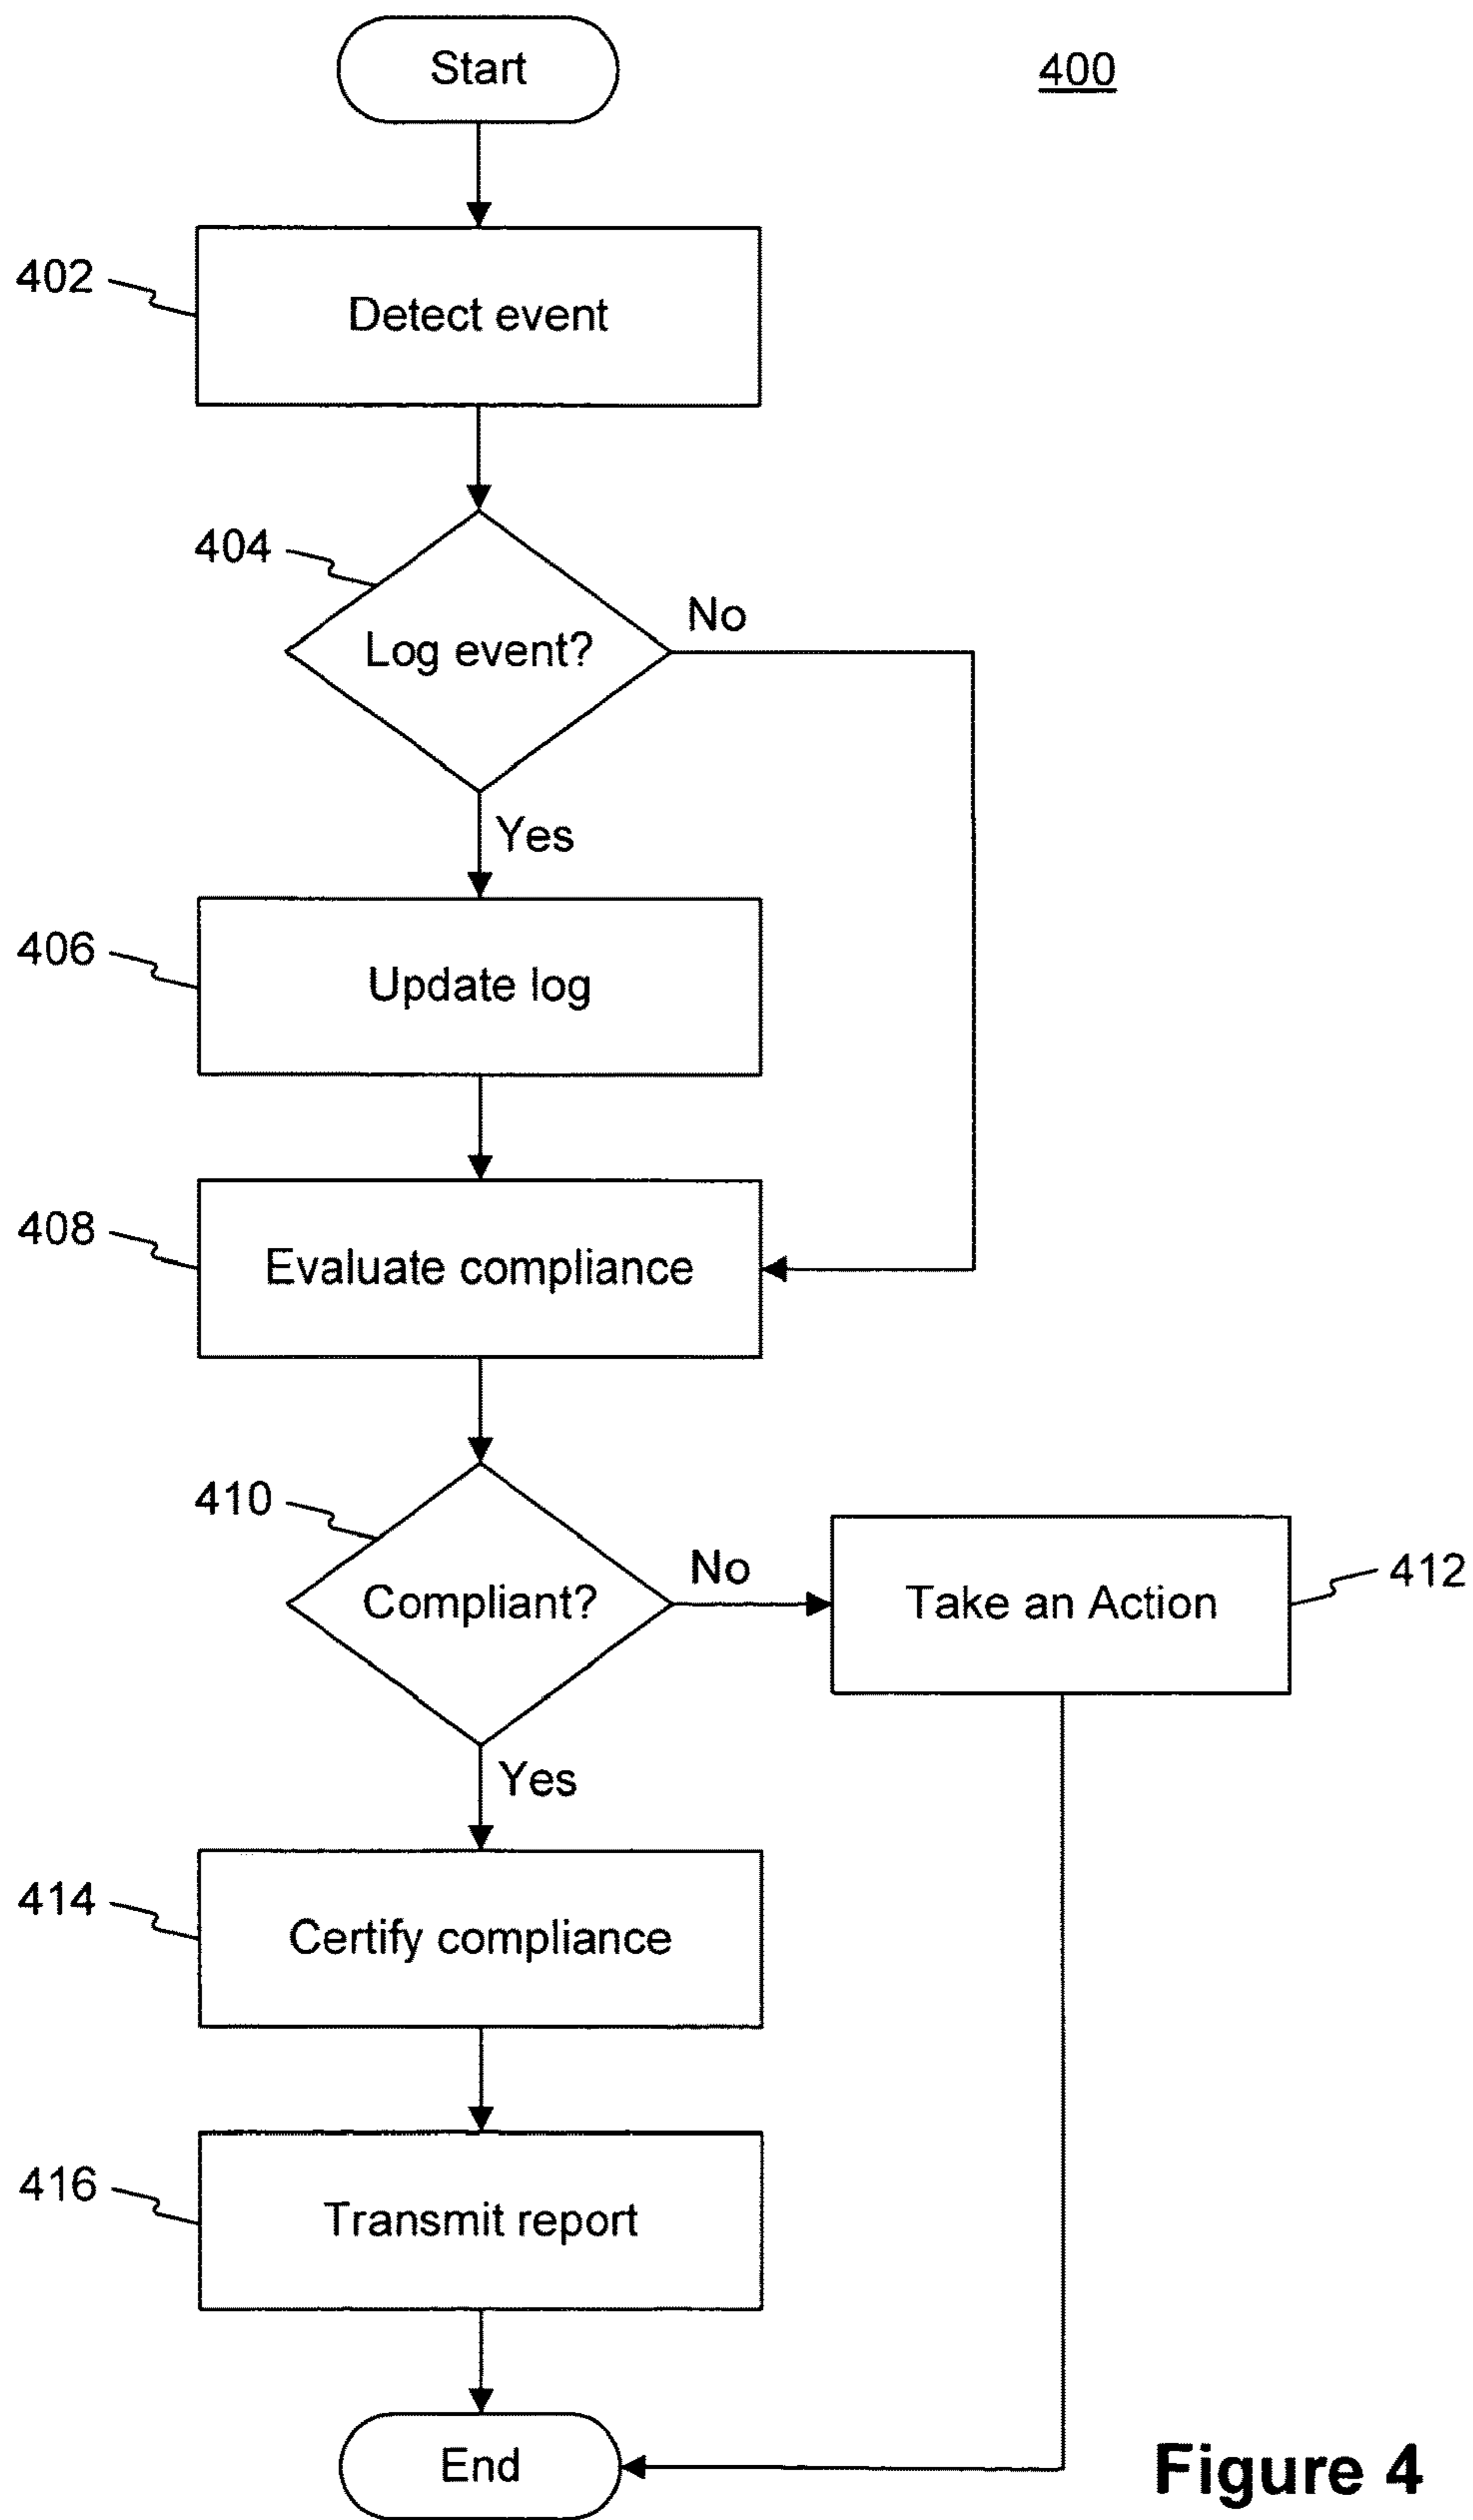 Start
400
402
Detect event
404
Log event?
No
Yes
406
Update log
408
Evaluate compliance
410
Compliant?
No
Take an Action
412
Yes
414
Certify compliance
416
Transmit report
End
Figure 4